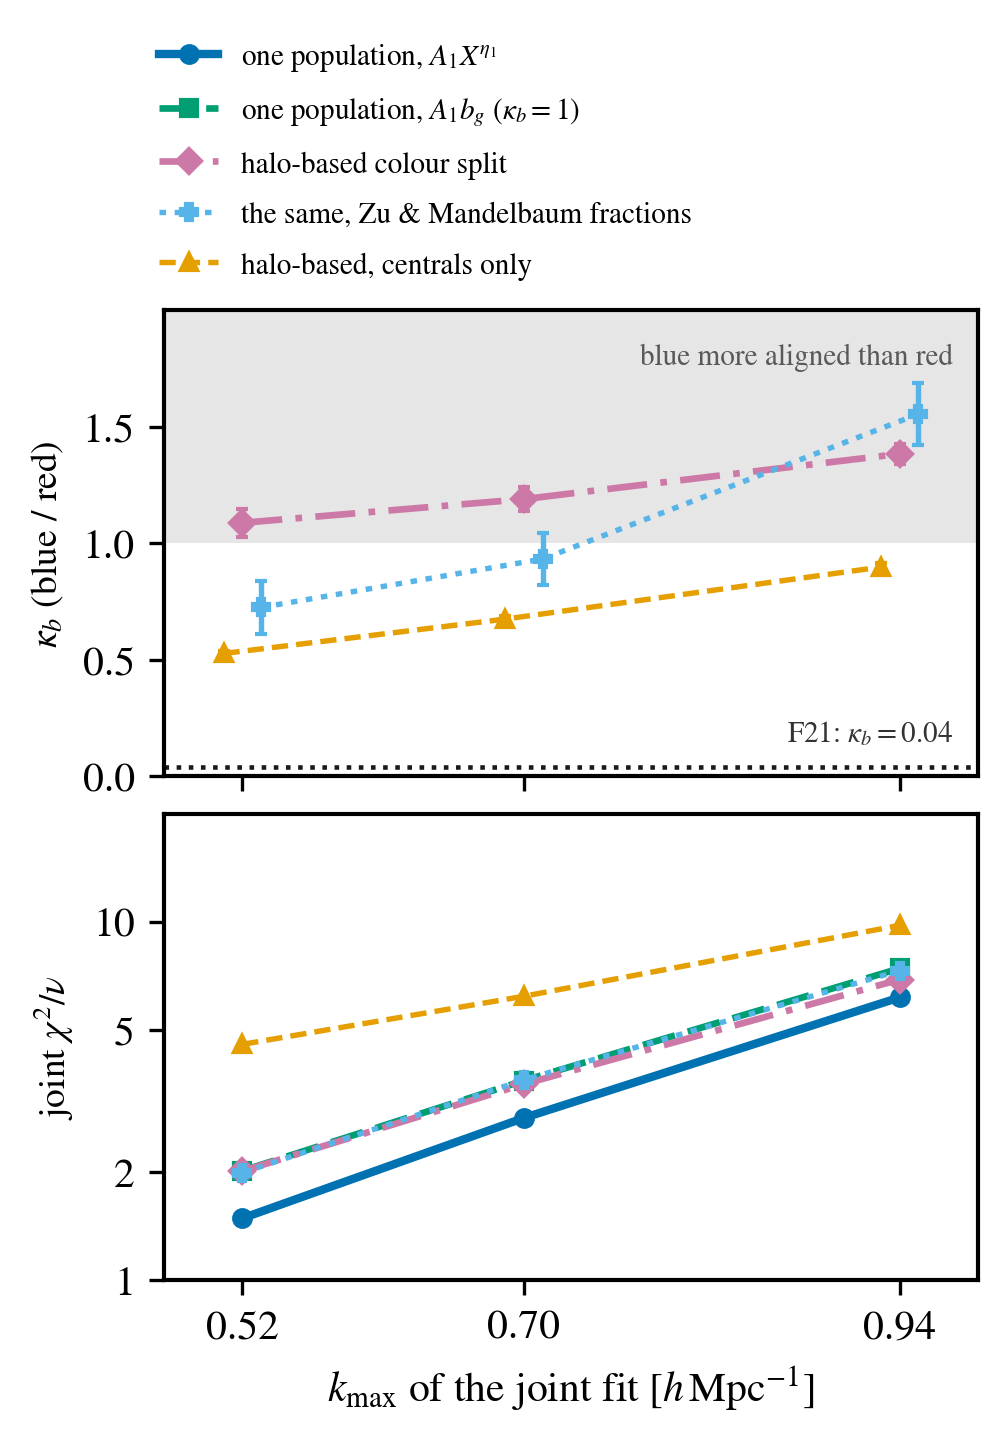 one population, A₁X^η₁
one population, A₁b_g (κ_b = 1)
halo-based colour split
the same, Zu & Mandelbaum fractions
halo-based, centrals only
blue more aligned than red
1.5
1.0
0.5
0.0
κ_b (blue / red)
F21: κ_b = 0.04
10
5
2
1
joint χ²/ν
0.52 0.70 0.94
k_max of the joint fit [h Mpc⁻¹]